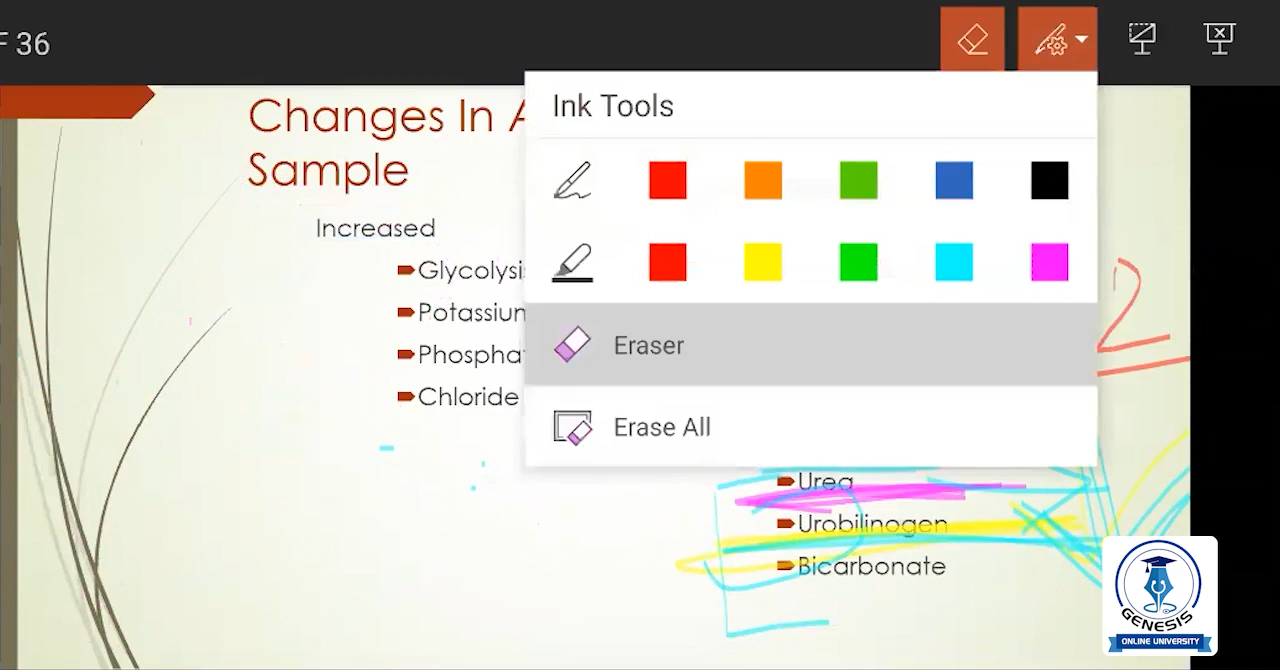 F 36
Ink Tools
Changes In A
Sample
Increased
Glycolysi
Potassiun
Phosphat
Chloride
Eraser
Erase All
2
Urea
Urobilinogen
Bicarbonate
GENESIS
ONLINE UNIVERSITY